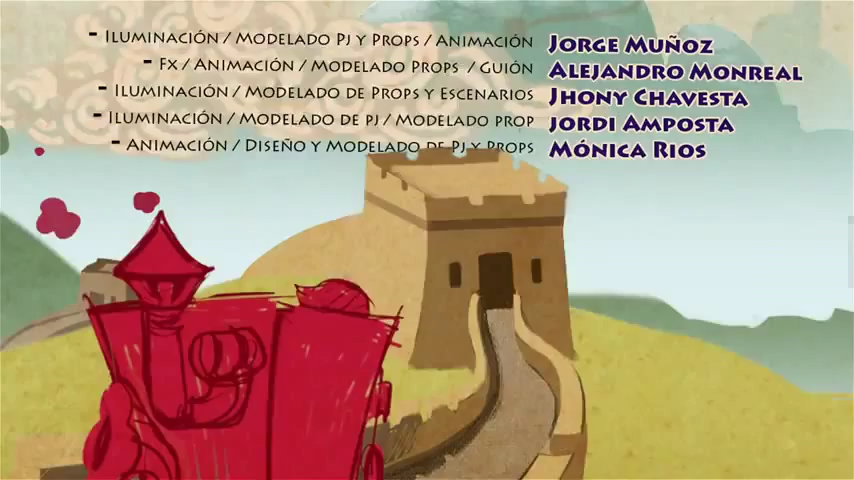 - Iluminación / Modelado Pj y Props / Animación Jorge Muñoz
- Fx / Animación / Modelado Props / Guión Alejandro Monreal
- Iluminación / Modelado de Props y Escenarios Jhony Chavesta
- Iluminación / Modelado de pj / Modelado prop Jordi Amposta
- Animación / Diseño y Modelado de Pj y Props Mónica Rios